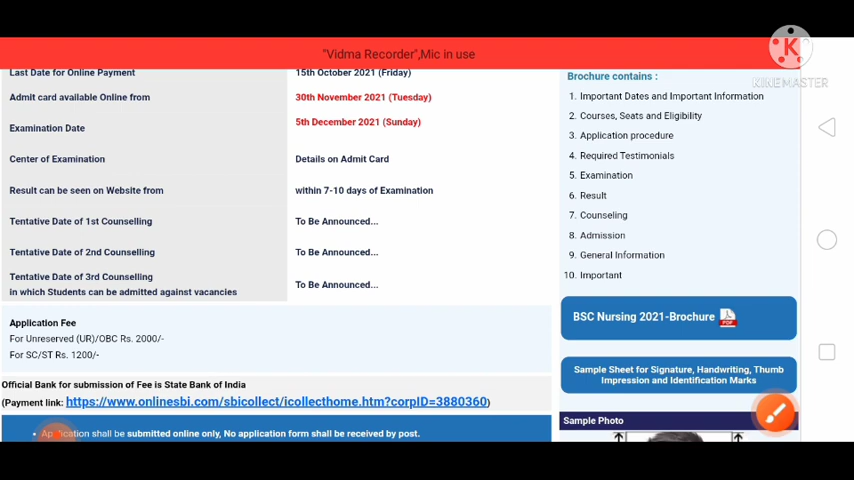 "Vidma Recorder",Mic in use
K
KINEMASTER
Last Date for Online Payment 15th October 2021 (Friday)
Admit card available Online from 30th November 2021 (Tuesday)
Examination Date 5th December 2021 (Sunday)
Center of Examination Details on Admit Card
Result can be seen on Website from within 7-10 days of Examination
Tentative Date of 1st Counselling To Be Announced...
Tentative Date of 2nd Counselling To Be Announced...
Tentative Date of 3rd Counselling
in which Students can be admitted against vacancies To Be Announced...
Application Fee
For Unreserved (UR)/OBC Rs. 2000/-
For SC/ST Rs. 1200/-
Official Bank for submission of Fee is State Bank of India
(Payment link: https://www.onlinesbi.com/sbicollect/icollecthome.htm?corpID=3880360)
• Application shall be submitted online only, No application form shall be received by post.
Brochure contains :
1. Important Dates and Important Information
2. Courses, Seats and Eligibility
3. Application procedure
4. Required Testimonials
5. Examination
6. Result
7. Counseling
8. Admission
9. General Information
10. Important
BSC Nursing 2021-Brochure
PDF
Sample Sheet for Signature, Handwriting, Thumb
Impression and Identification Marks
Sample Photo